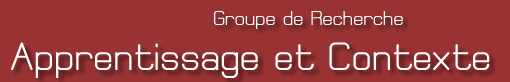 Groupe de Recherche
Apprentissage et Contexte